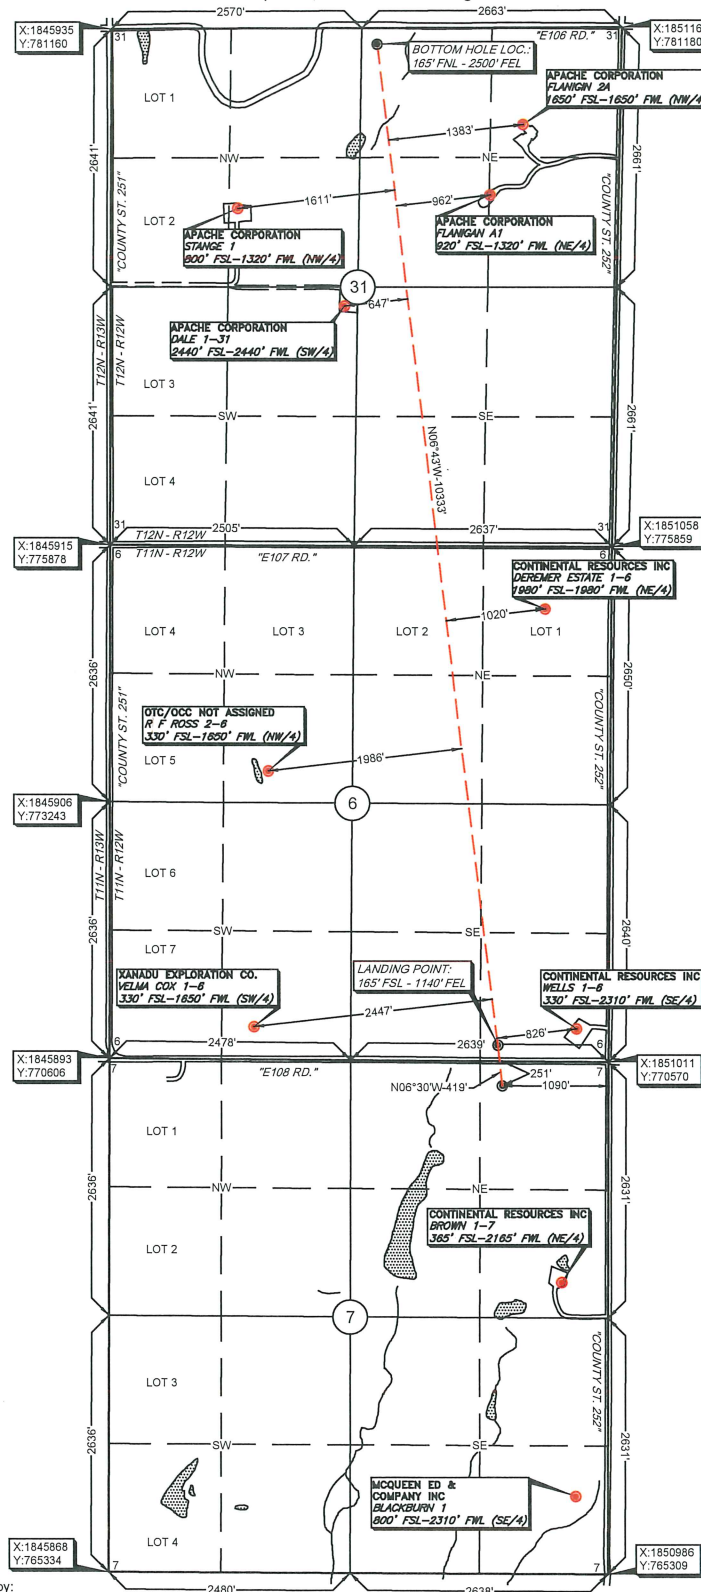 2570'
2663'
X:1845935
Y:781160
31
31
"E106 RD."
Y:781180
BOTTOM HOLE LOC.:
165' FNL - 2500' FEL
LOT 1
APACHE CORPORATION
FLANIGIN 2A
1650' FSL-1650' FWL (NW/4)
1383'
2641'
NW
NE
2661'
"COUNTY ST. 251"
"COUNTY ST. 252"
LOT 2
1611'
962'
APACHE CORPORATION
STANGE 1
800' FSL-1320' FWL (NW/4)
APACHE CORPORATION
FLANIGAN A1
920' FSL-1320' FWL (NE/4)
31
647'
APACHE CORPORATION
DALE 1-31
2440' FSL-2440' FWL (SW/4)
T12N - R13W
T12N - R12W
LOT 3
2641'
SW
SE
2661'
N06°43'W-10333'
LOT 4
31
T12N - R12W
2505'
2637'
31
X:1845915
Y:775878
6
T11N - R12W
"E107 RD."
6
X:1851058
Y:775859
CONTINENTAL RESOURCES INC
DEREMER ESTATE 1-6
1980' FSL-1980' FWL (NE/4)
1020'
LOT 4
LOT 3
LOT 2
LOT 1
2636'
NW
NE
2650'
"COUNTY ST. 251"
"COUNTY ST. 252"
OTC/OCC NOT ASSIGNED
R F ROSS 2-6
330' FSL-1650' FWL (NW/4)
LOT 5
1986'
X:1845906
Y:773243
6
T11N - R13W
T11N - R12W
LOT 6
2636'
SW
SE
2640'
LOT 7
XANADU EXPLORATION CO.
VELMA COX 1-6
330' FSL-1650' FWL (SW/4)
LANDING POINT:
165' FSL - 1140' FEL
CONTINENTAL RESOURCES INC
WELLS 1-6
330' FSL-2310' FWL (SE/4)
2447'
826'
6
2478'
2639'
6
X:1845893
Y:770606
7
"E108 RD."
7
X:1851011
Y:770570
N06°30'W-419'
251'
1090'
LOT 1
2636'
NW
NE
2631'
CONTINENTAL RESOURCES INC
BROWN 1-7
365' FSL-2165' FWL (NE/4)
LOT 2
7
"COUNTY ST. 252"
LOT 3
2636'
SW
SE
2631'
MCQUEEN ED &
COMPANY INC
BLACKBURN 1
800' FSL-2310' FWL (SE/4)
LOT 4
X:1845868
Y:765334
7
7
X:1850986
Y:765309
by:
2480'
2638'